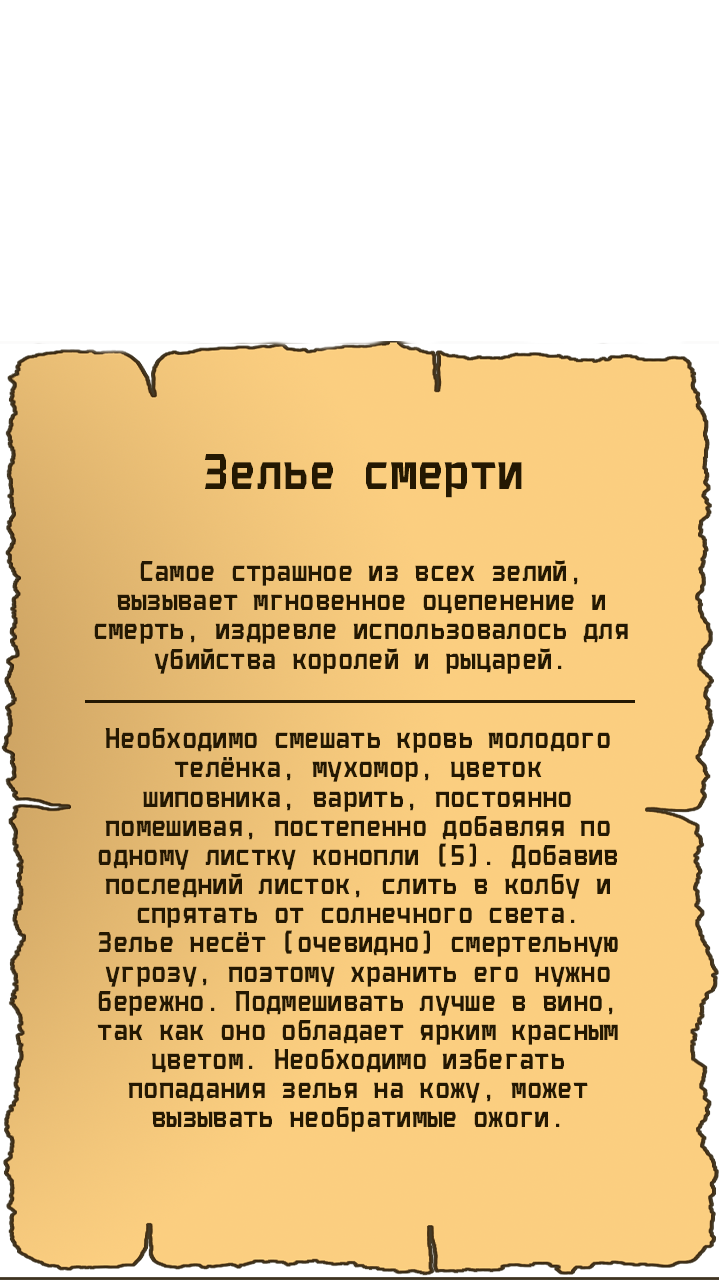 Зелье смерти
Самое страшное из всех зелий,
вызывает мгновенное оцепенение и
смерть, издревле использовалось для
убийства королей и рыцарей.
Необходимо смешать кровь молодого
телёнка, мухомор, цветок
шиповника, варить, постоянно
помешивая, постепенно добавляя по
одному листку конопли (5). Добавив
последний листок, слить в колбу и
спрятать от солнечного света.
Зелье несёт (очевидно) смертельную
угрозу, поэтому хранить его нужно
бережно. Подмешивать лучше в вино,
так как оно обладает ярким красным
цветом. Необходимо избегать
попадания зелья на кожу, может
вызывать необратимые ожоги.